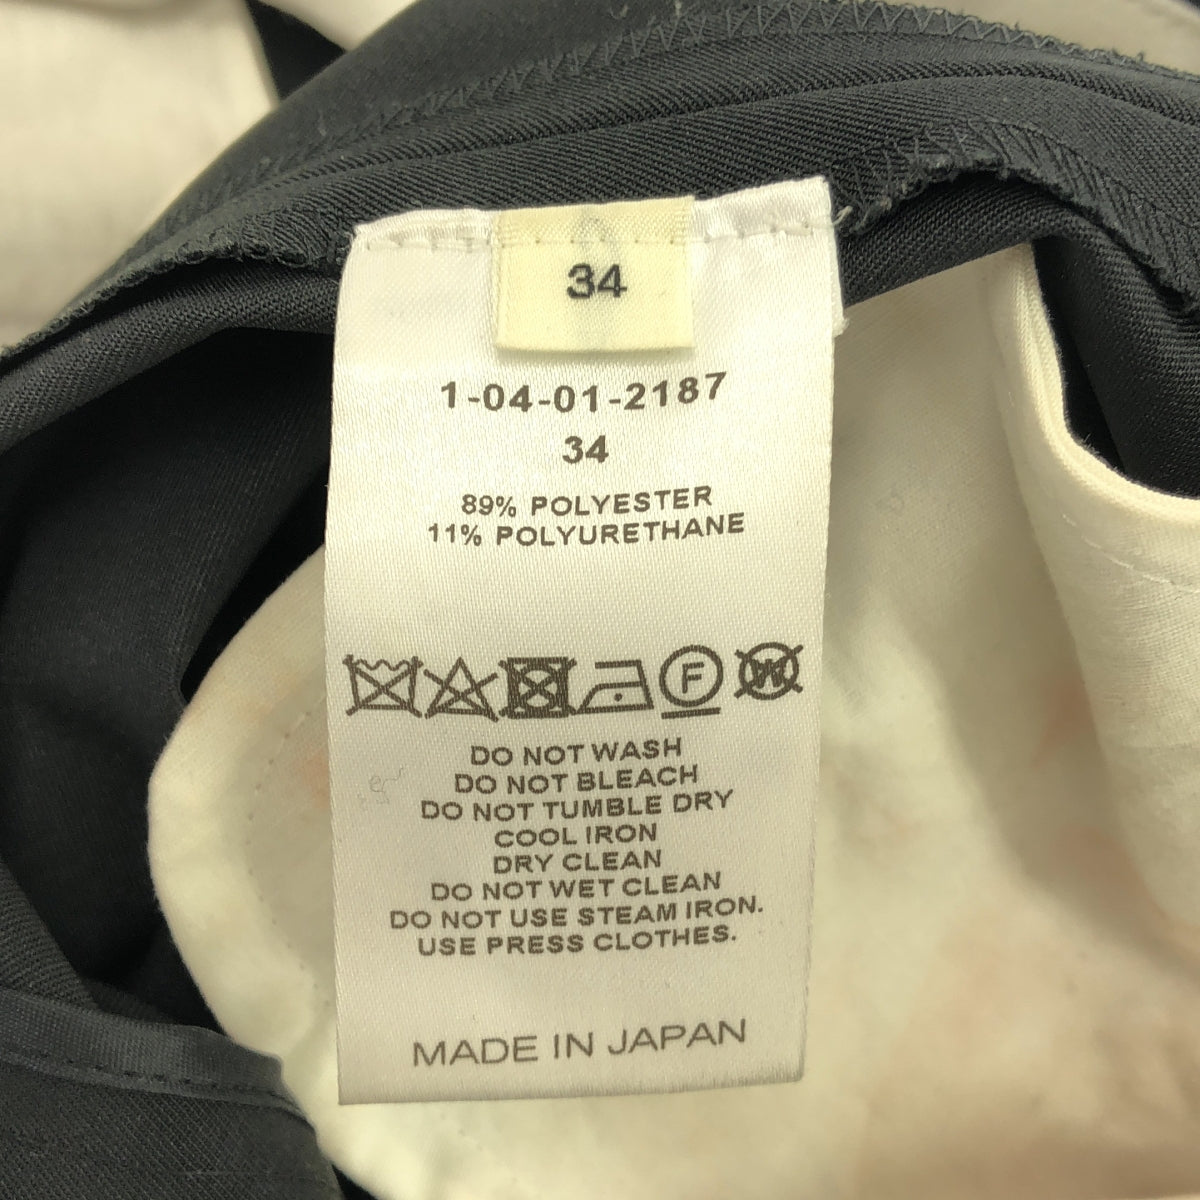 34
1-04-01-2187
34
89% POLYESTER
11% POLYURETHANE
F W
DO NOT WASH
DO NOT BLEACH
DO NOT TUMBLE DRY
COOL IRON
DRY CLEAN
DO NOT WET CLEAN
DO NOT USE STEAM IRON.
USE PRESS CLOTHES.
MADE IN JAPAN